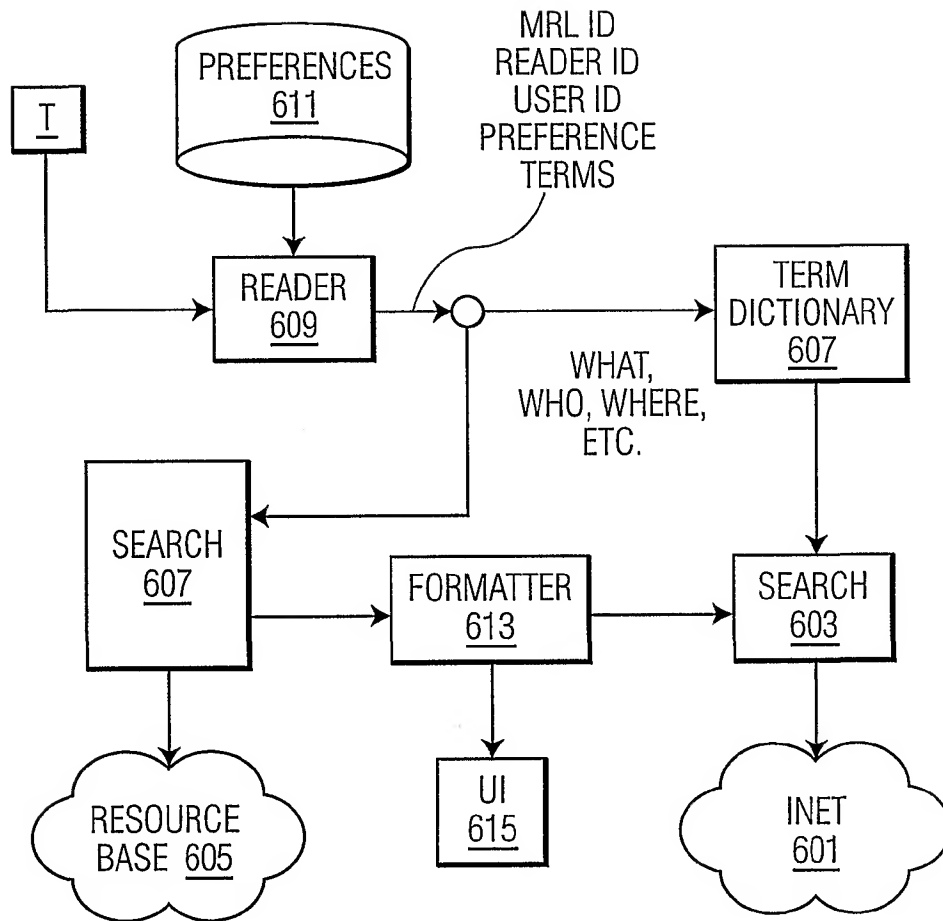 MRL ID
READER ID
USER ID
PREFERENCE
TERMS
PREFERENCES
611
T
READER
609
TERM
DICTIONARY
607
WHAT,
WHO, WHERE,
ETC.
SEARCH
607
FORMATTER
613
SEARCH
603
RESOURCE
BASE 605
UI
615
INET
601